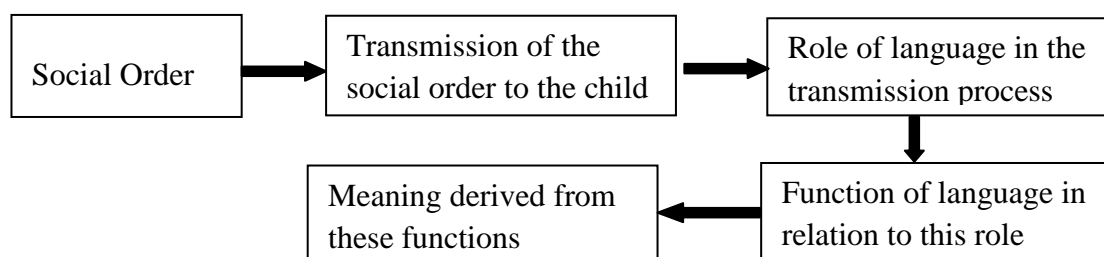 Social Order
Transmission of the
social order to the child
Role of language in the
transmission process
Function of language in
relation to this role
Meaning derived from
these functions